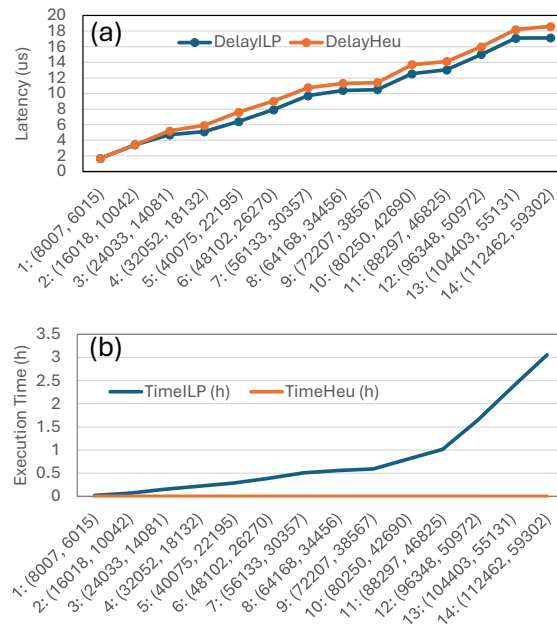 (a)
DelayILP
DelayHeu
Latency (us)
20
18
16
14
12
10
8
6
4
2
0
1: (8007, 6015)
2: (16018, 10042)
3: (24033, 14081)
4: (32052, 18132)
5: (40075, 22195)
6: (48102, 26270)
7: (56133, 30357)
8: (64168, 34456)
9: (72207, 38567)
10: (80250, 42690)
11: (88297, 46825)
12: (96348, 50972)
13: (104403, 55131)
14: (112462, 59302)
(b)
TimeILP (h)
TimeHeu (h)
Execution Time (h)
3.5
3
2.5
2
1.5
1
0.5
0
1: (8007, 6015)
2: (16018, 10042)
3: (24033, 14081)
4: (32052, 18132)
5: (40075, 22195)
6: (48102, 26270)
7: (56133, 30357)
8: (64168, 34456)
9: (72207, 38567)
10: (80250, 42690)
11: (88297, 46825)
12: (96348, 50972)
13: (104403, 55131)
14: (112462, 59302)